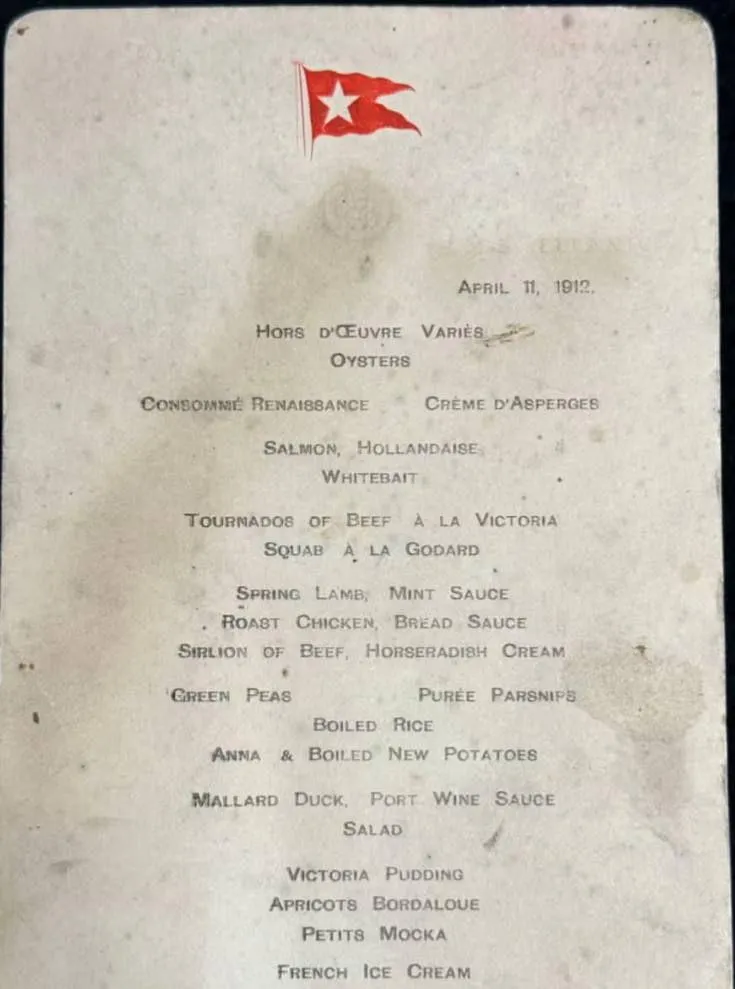 April 11, 1912.
Hors d'Œuvre Variès
Oysters
Consommé Renaissance Crème d'Asperges
Salmon, Hollandaise
Whitebait
Tournados of Beef à la Victoria
Squab à la Godard
Spring Lamb, Mint Sauce
Roast Chicken, Bread Sauce
Sirlion of Beef, Horseradish Cream
Green Peas Purée Parsnips
Boiled Rice
Anna & Boiled New Potatoes
Mallard Duck, Port Wine Sauce
Salad
Victoria Pudding
Apricots Bordaloue
Petits Mocka
French Ice Cream